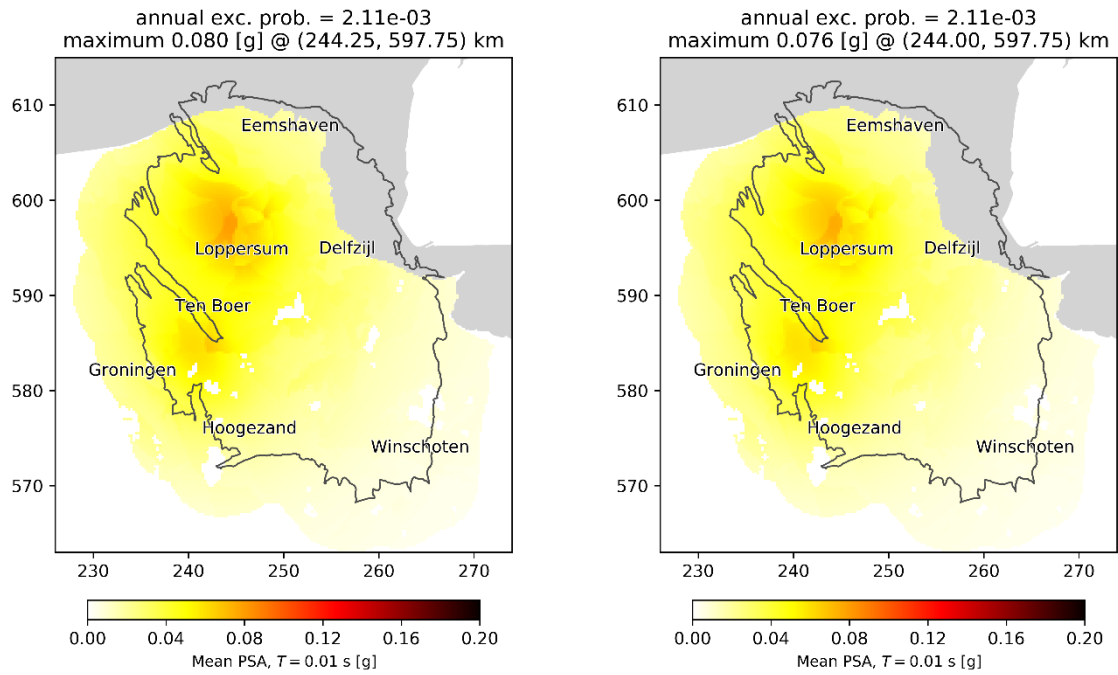 annual exc. prob. = 2.11e-03
maximum 0.080 [g] @ (244.25, 597.75) km
610
600
590
580
570
Eemshaven
Loppersum
Delfzijl
Ten Boer
Groningen
Hoogezand
Winschoten
230 240 250 260 270
0.00 0.04 0.08 0.12 0.16 0.20
Mean PSA, T = 0.01 s [g]
annual exc. prob. = 2.11e-03
maximum 0.076 [g] @ (244.00, 597.75) km
610
600
590
580
570
Eemshaven
Loppersum
Delfzijl
Ten Boer
Groningen
Hoogezand
Winschoten
230 240 250 260 270
0.00 0.04 0.08 0.12 0.16 0.20
Mean PSA, T = 0.01 s [g]